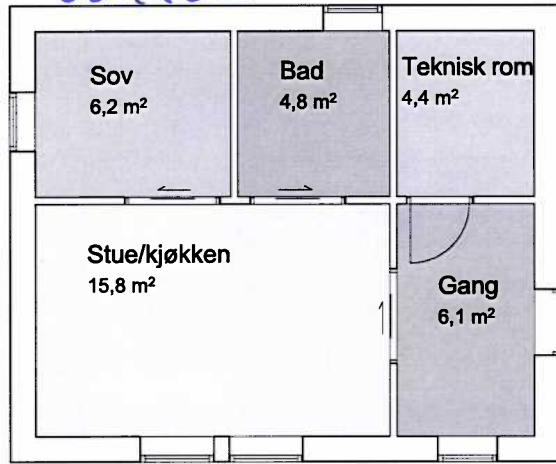 Sov
6,2 m²
Bad
4,8 m²
Teknisk rom
4,4 m²
Stue/kjøkken
15,8 m²
Gang
6,1 m²